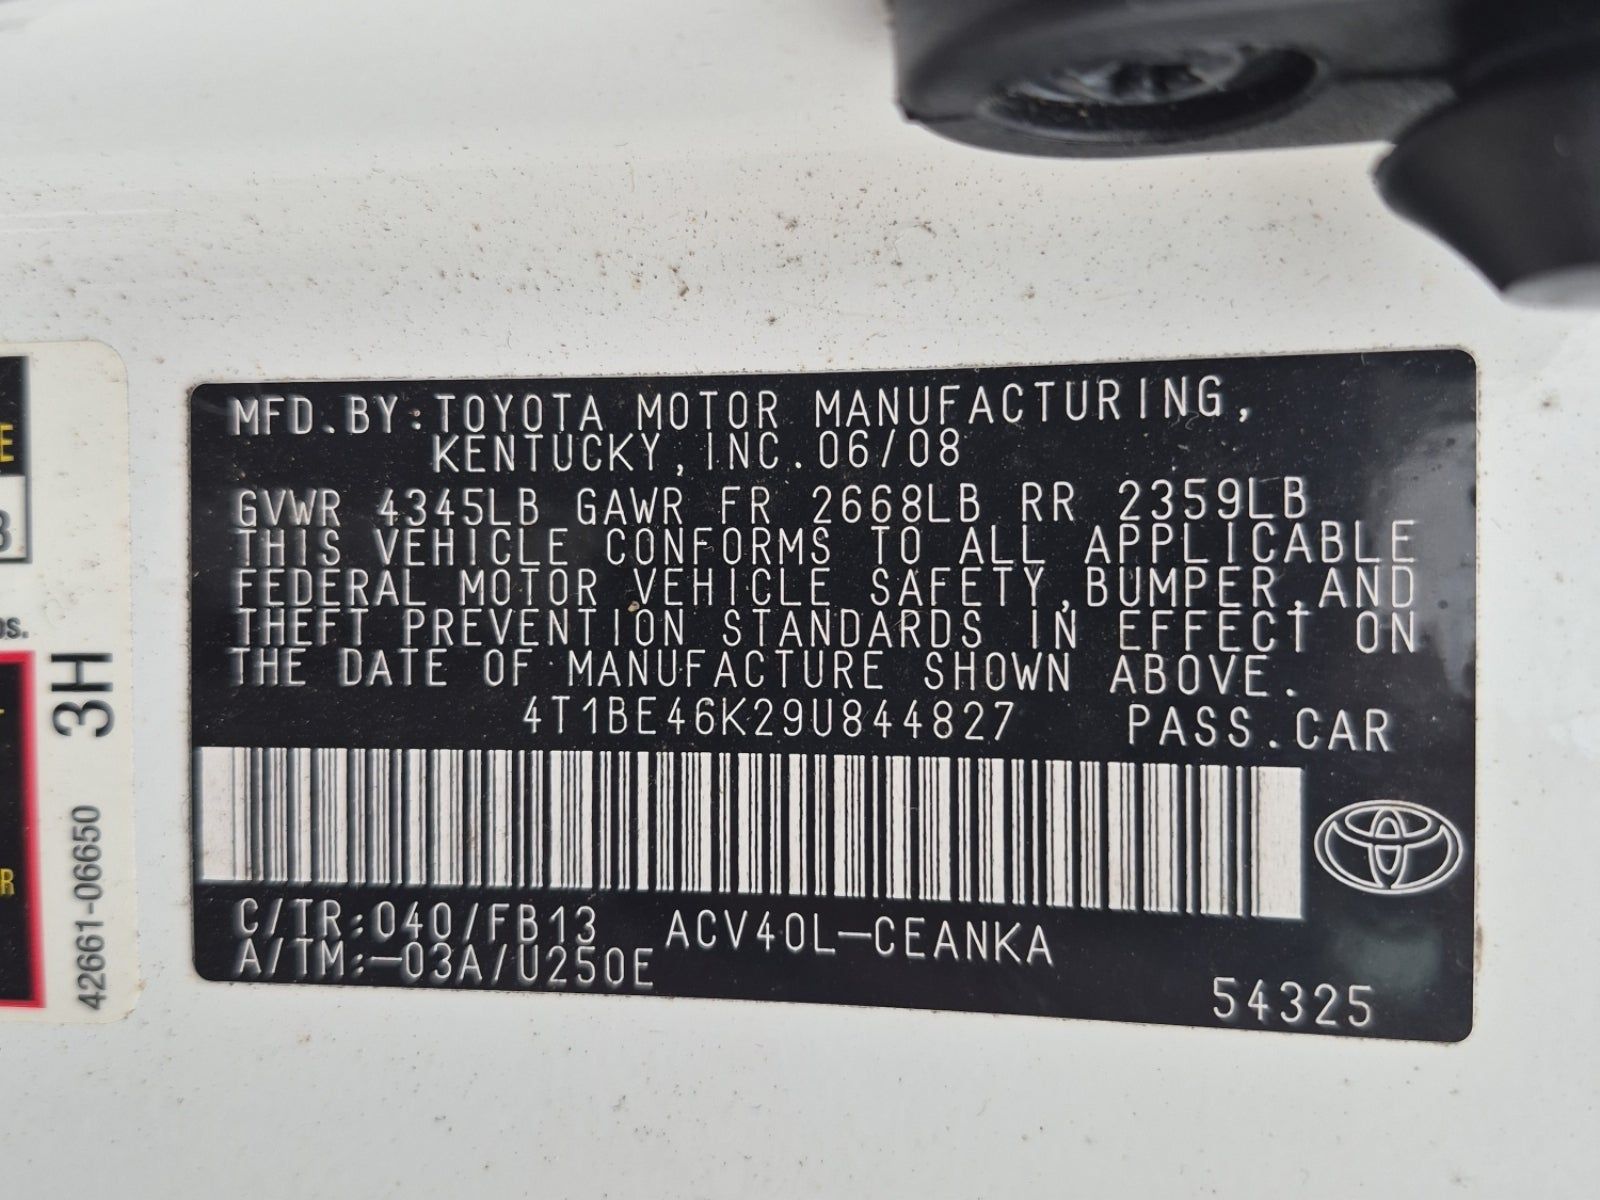 MFD.BY:TOYOTA MOTOR MANUFACTURING,
KENTUCKY,INC.06/08
GVWR 4345LB GAWR FR 2668LB RR 2359LB
THIS VEHICLE CONFORMS TO ALL APPLICABLE
FEDERAL MOTOR VEHICLE SAFETY,BUMPER,AND
THEFT PREVENTION STANDARDS IN EFFECT ON
THE DATE OF MANUFACTURE SHOWN ABOVE.
4T1BE46K29U844827 PASS.CAR
C/TR:040/FB13 ACV40L-CEANKA
A/TM:-03A/U250E
54325
3H
42661-06650